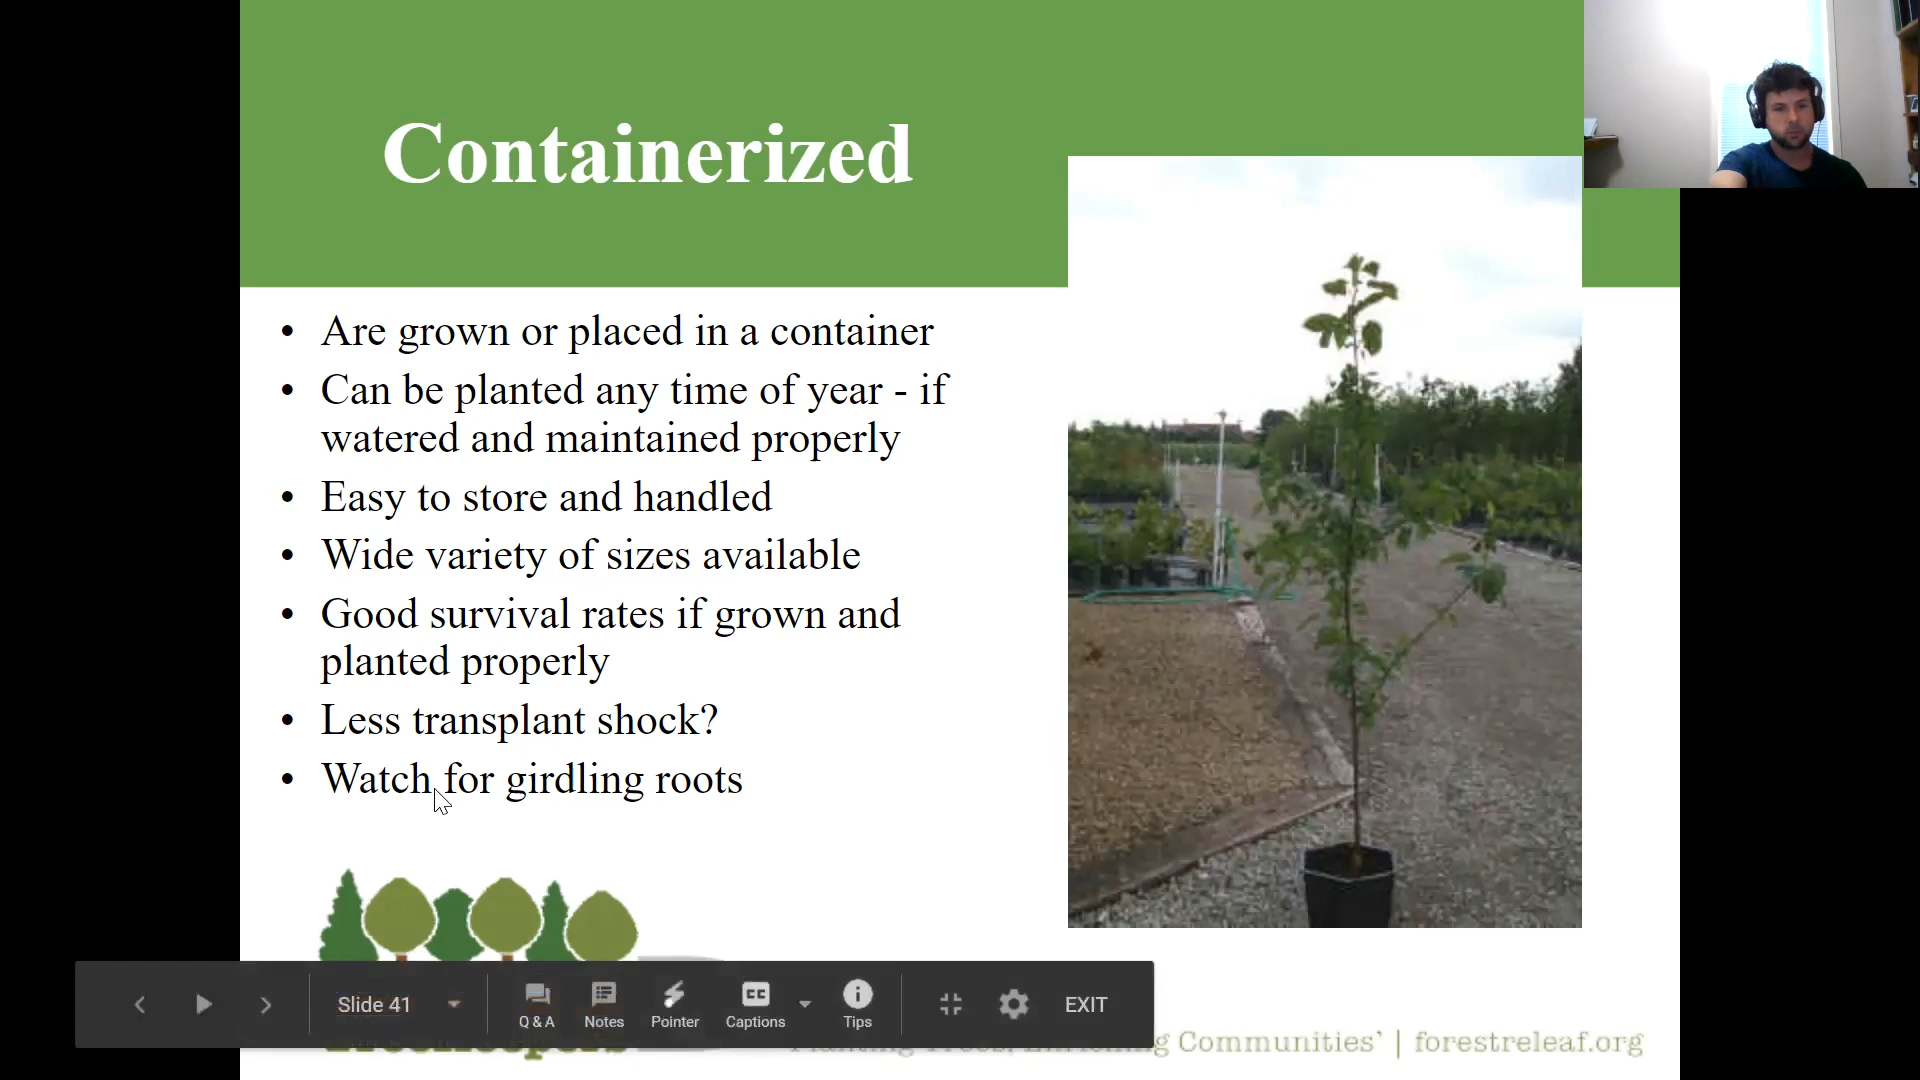 Containerized
• Are grown or placed in a container
• Can be planted any time of year - if
watered and maintained properly
• Easy to store and handled
• Wide variety of sizes available
• Good survival rates if grown and
planted properly
• Less transplant shock?
• Watch for girdling roots
Slide 41
Q & A
Notes
Pointer
CC
Captions
Tips
EXIT
Communities’ | forestreleaf.org